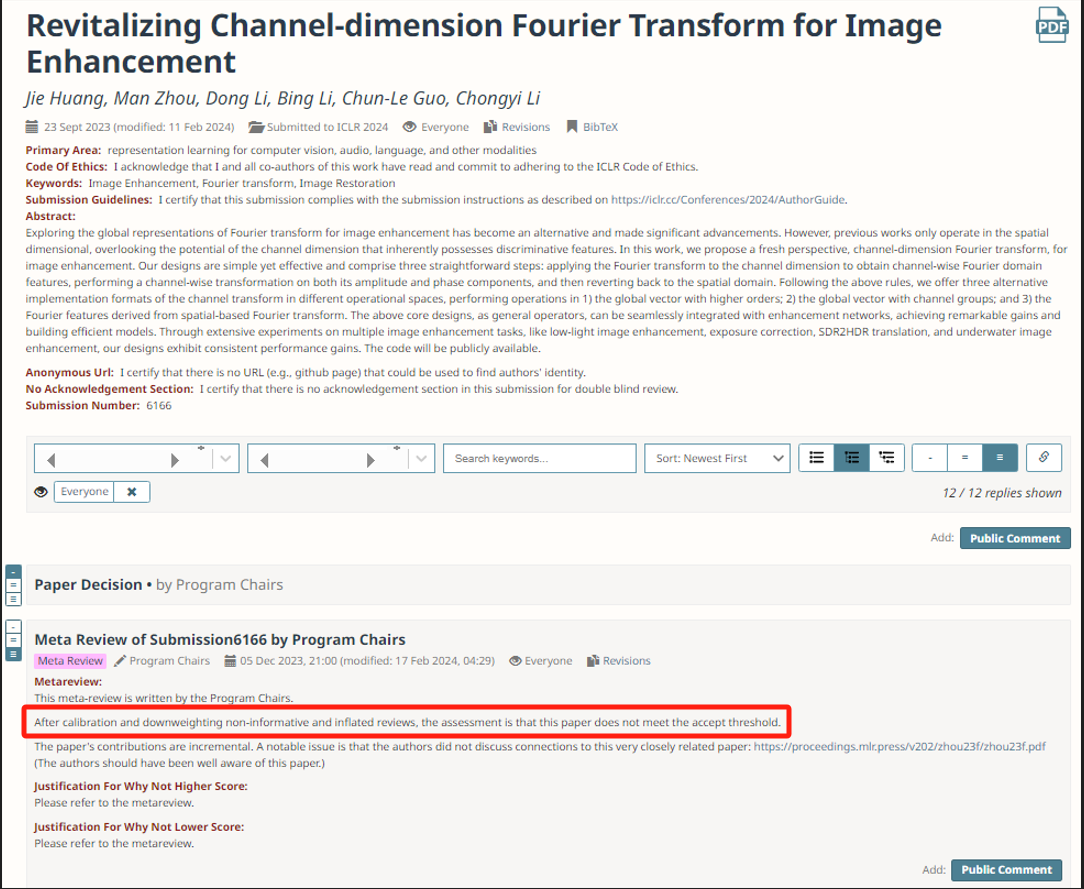 Revitalizing Channel-dimension Fourier Transform for Image
Enhancement
PDF
Jie Huang, Man Zhou, Dong Li, Bing Li, Chun-Le Guo, Chongyi Li
23 Sept 2023 (modified: 11 Feb 2024) Submitted to ICLR 2024 Everyone Revisions BibTeX
Primary Area: representation learning for computer vision, audio, language, and other modalities
Code Of Ethics: I acknowledge that I and all co-authors of this work have read and commit to adhering to the ICLR Code of Ethics.
Keywords: Image Enhancement, Fourier transform, Image Restoration
Submission Guidelines: I certify that this submission complies with the submission instructions as described on https://iclr.cc/Conferences/2024/AuthorGuide.
Abstract:
Exploring the global representations of Fourier transform for image enhancement has become an alternative and made significant advancements. However, previous works only operate in the spatial
dimensional, overlooking the potential of the channel dimension that inherently possesses discriminative features. In this work, we propose a fresh perspective, channel-dimension Fourier transform, for
image enhancement. Our designs are simple yet effective and comprise three straightforward steps: applying the Fourier transform to the channel dimension to obtain channel-wise Fourier domain
features, performing a channel-wise transformation on both its amplitude and phase components, and then reverting back to the spatial domain. Following the above rules, we offer three alternative
implementation formats of the channel transform in different operational spaces, performing operations in 1) the global vector with higher orders; 2) the global vector with channel groups; and 3) the
Fourier features derived from spatial-based Fourier transform. The above core designs, as general operators, can be seamlessly integrated with enhancement networks, achieving remarkable gains and
building efficient models. Through extensive experiments on multiple image enhancement tasks, like low-light image enhancement, exposure correction, SDR2HDR translation, and underwater image
enhancement, our designs exhibit consistent performance gains. The code will be publicly available.
Anonymous Url: I certify that there is no URL (e.g., github page) that could be used to find authors' identity.
No Acknowledgement Section: I certify that there is no acknowledgement section in this submission for double blind review.
Submission Number: 6166
Search keywords...
Sort: Newest First
- = ≡
Everyone ✖
12 / 12 replies shown
Add: Public Comment
- = ≡
Paper Decision • by Program Chairs
- = ≡
Meta Review of Submission6166 by Program Chairs
Meta Review Program Chairs 05 Dec 2023, 21:00 (modified: 17 Feb 2024, 04:29) Everyone Revisions
Metareview:
This meta-review is written by the Program Chairs.
After calibration and downweighting non-informative and inflated reviews, the assessment is that this paper does not meet the accept threshold.
The paper's contributions are incremental. A notable issue is that the authors did not discuss connections to this very closely related paper: https://proceedings.mlr.press/v202/zhou23f/zhou23f.pdf
(The authors should have been well aware of this paper.)
Justification For Why Not Higher Score:
Please refer to the metareview.
Justification For Why Not Lower Score:
Please refer to the metareview.
Add: Public Comment